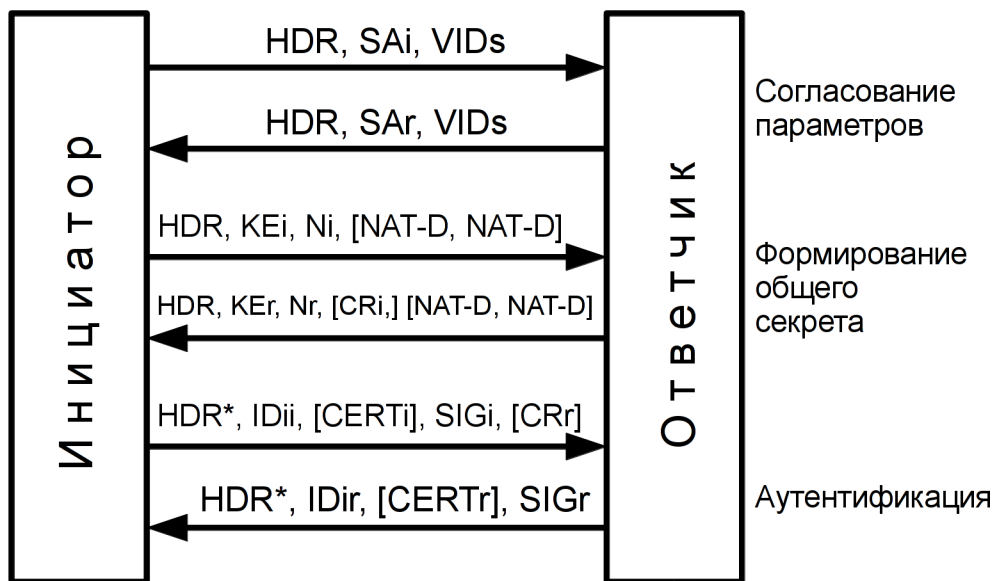 Инициатор
HDR, SAi, VIDs
HDR, SAr, VIDs
HDR, KEi, Ni, [NAT-D, NAT-D]
HDR, KEr, Nr, [CRi,] [NAT-D, NAT-D]
HDR*, IDii, [CERTi], SIGi, [CRr]
HDR*, IDir, [CERTr], SIGr
Ответчик
Согласование
параметров
Формирование
общего
секрета
Аутентификация